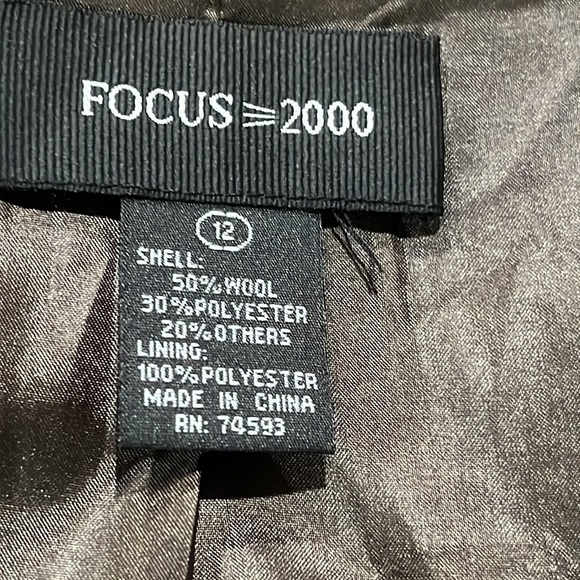 FOCUS ⫺ 2000
12
SHELL:
50%WOOL
30%POLYESTER
20%OTHERS
LINING:
100%POLYESTER
MADE IN CHINA
RN: 74593